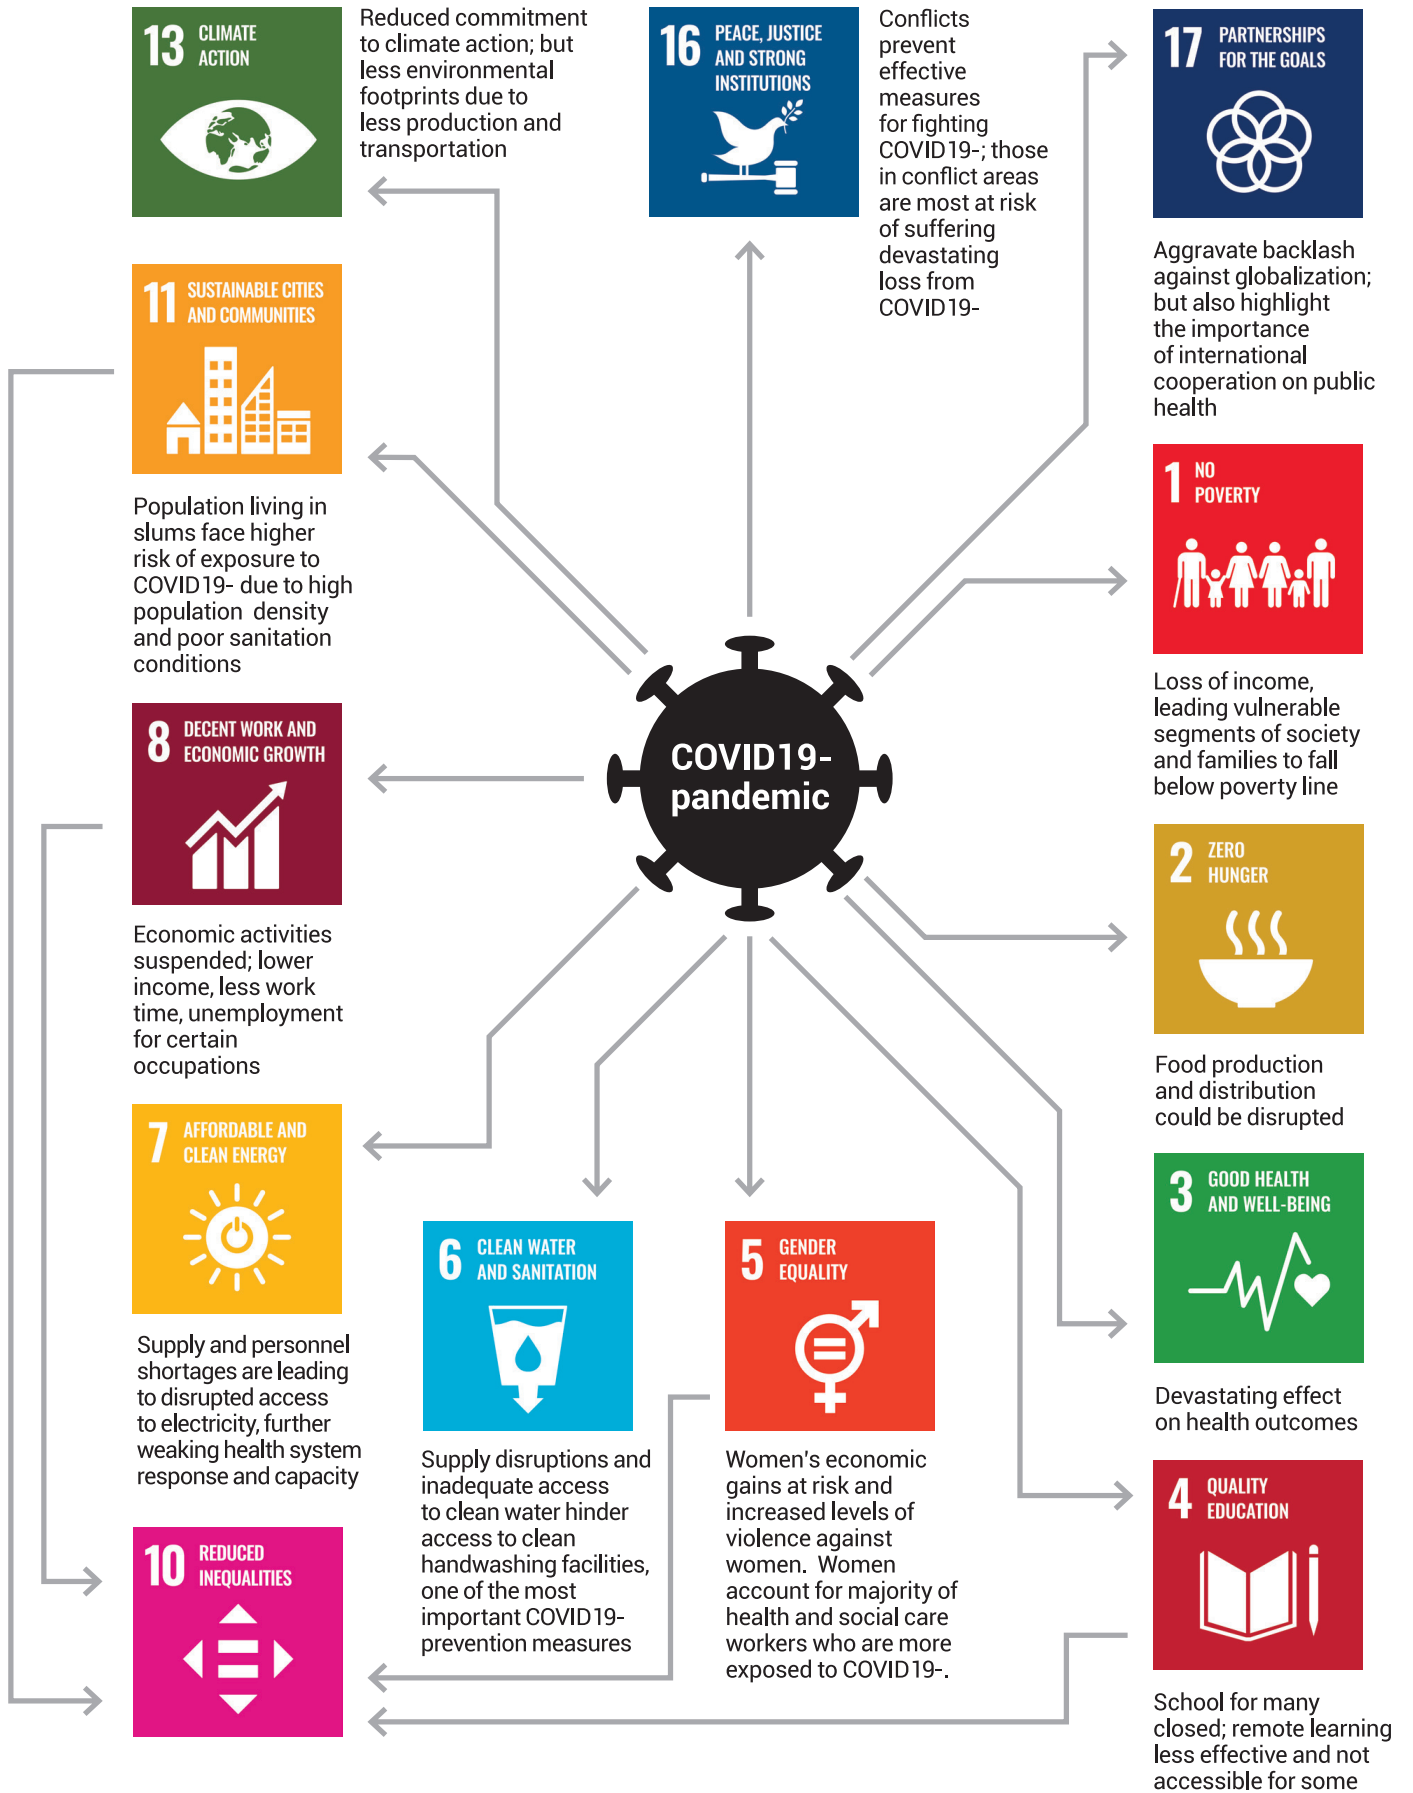 13 CLIMATE
ACTION
Reduced commitment
to climate action; but
less environmental
footprints due to
less production and
transportation
16 PEACE, JUSTICE
AND STRONG
INSTITUTIONS
Conflicts
prevent
effective
measures
for fighting
COVID19-; those
in conflict areas
are most at risk
of suffering
devastating
loss from
COVID19-
17 PARTNERSHIPS
FOR THE GOALS
Aggravate backlash
against globalization;
but also highlight
the importance
of international
cooperation on public
health
11 SUSTAINABLE CITIES
AND COMMUNITIES
Population living in
slums face higher
risk of exposure to
COVID19- due to high
population density
and poor sanitation
conditions
1 NO
POVERTY
Loss of income,
leading vulnerable
segments of society
and families to fall
below poverty line
COVID19-
pandemic
8 DECENT WORK AND
ECONOMIC GROWTH
Economic activities
suspended; lower
income, less work
time, unemployment
for certain
occupations
2 ZERO
HUNGER
Food production
and distribution
could be disrupted
7 AFFORDABLE AND
CLEAN ENERGY
Supply and personnel
shortages are leading
to disrupted access
to electricity, further
weaking health system
response and capacity
6 CLEAN WATER
AND SANITATION
Supply disruptions and
inadequate access
to clean water hinder
access to clean
handwashing facilities,
one of the most
important COVID19-
prevention measures
5 GENDER
EQUALITY
Women's economic
gains at risk and
increased levels of
violence against
women. Women
account for majority of
health and social care
workers who are more
exposed to COVID19-.
3 GOOD HEALTH
AND WELL-BEING
Devastating effect
on health outcomes
4 QUALITY
EDUCATION
School for many
closed; remote learning
less effective and not
accessible for some
10 REDUCED
INEQUALITIES